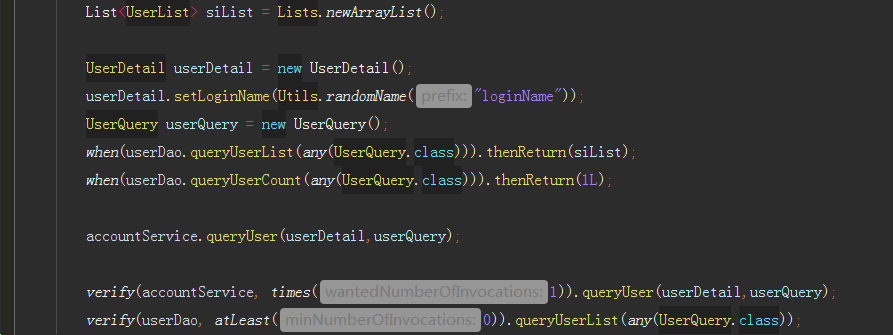 List<UserList> siList = Lists.newArrayList();
UserDetail userDetail = new UserDetail();
userDetail.setLoginName(Utils.randomName( prefix: "loginName"));
UserQuery userQuery = new UserQuery();
when(userDao.queryUserList(any(UserQuery.class))).thenReturn(siList);
when(userDao.queryUserCount(any(UserQuery.class))).thenReturn(1L);
accountService.queryUser(userDetail,userQuery);
verify(accountService, times( wantedNumberOfInvocations: 1)).queryUser(userDetail,userQuery);
verify(userDao, atLeast( minNumberOfInvocations: 0)).queryUserList(any(UserQuery.class));